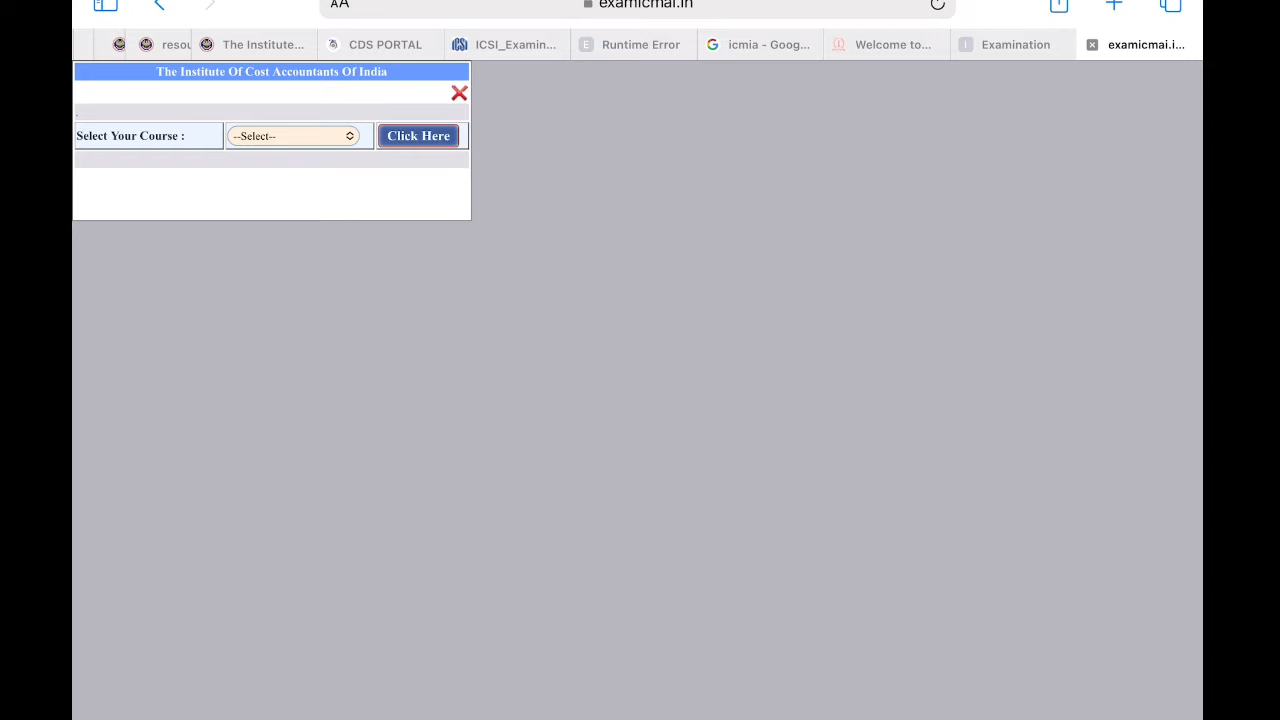 AA
examicmai.in
resou
The Institute...
CDS PORTAL
ICSI_Examin...
E
Runtime Error
icmia - Goog...
Welcome to...
I
Examination
examicmai.i...
The Institute Of Cost Accountants Of India
.
Select Your Course :
--Select--
Click Here